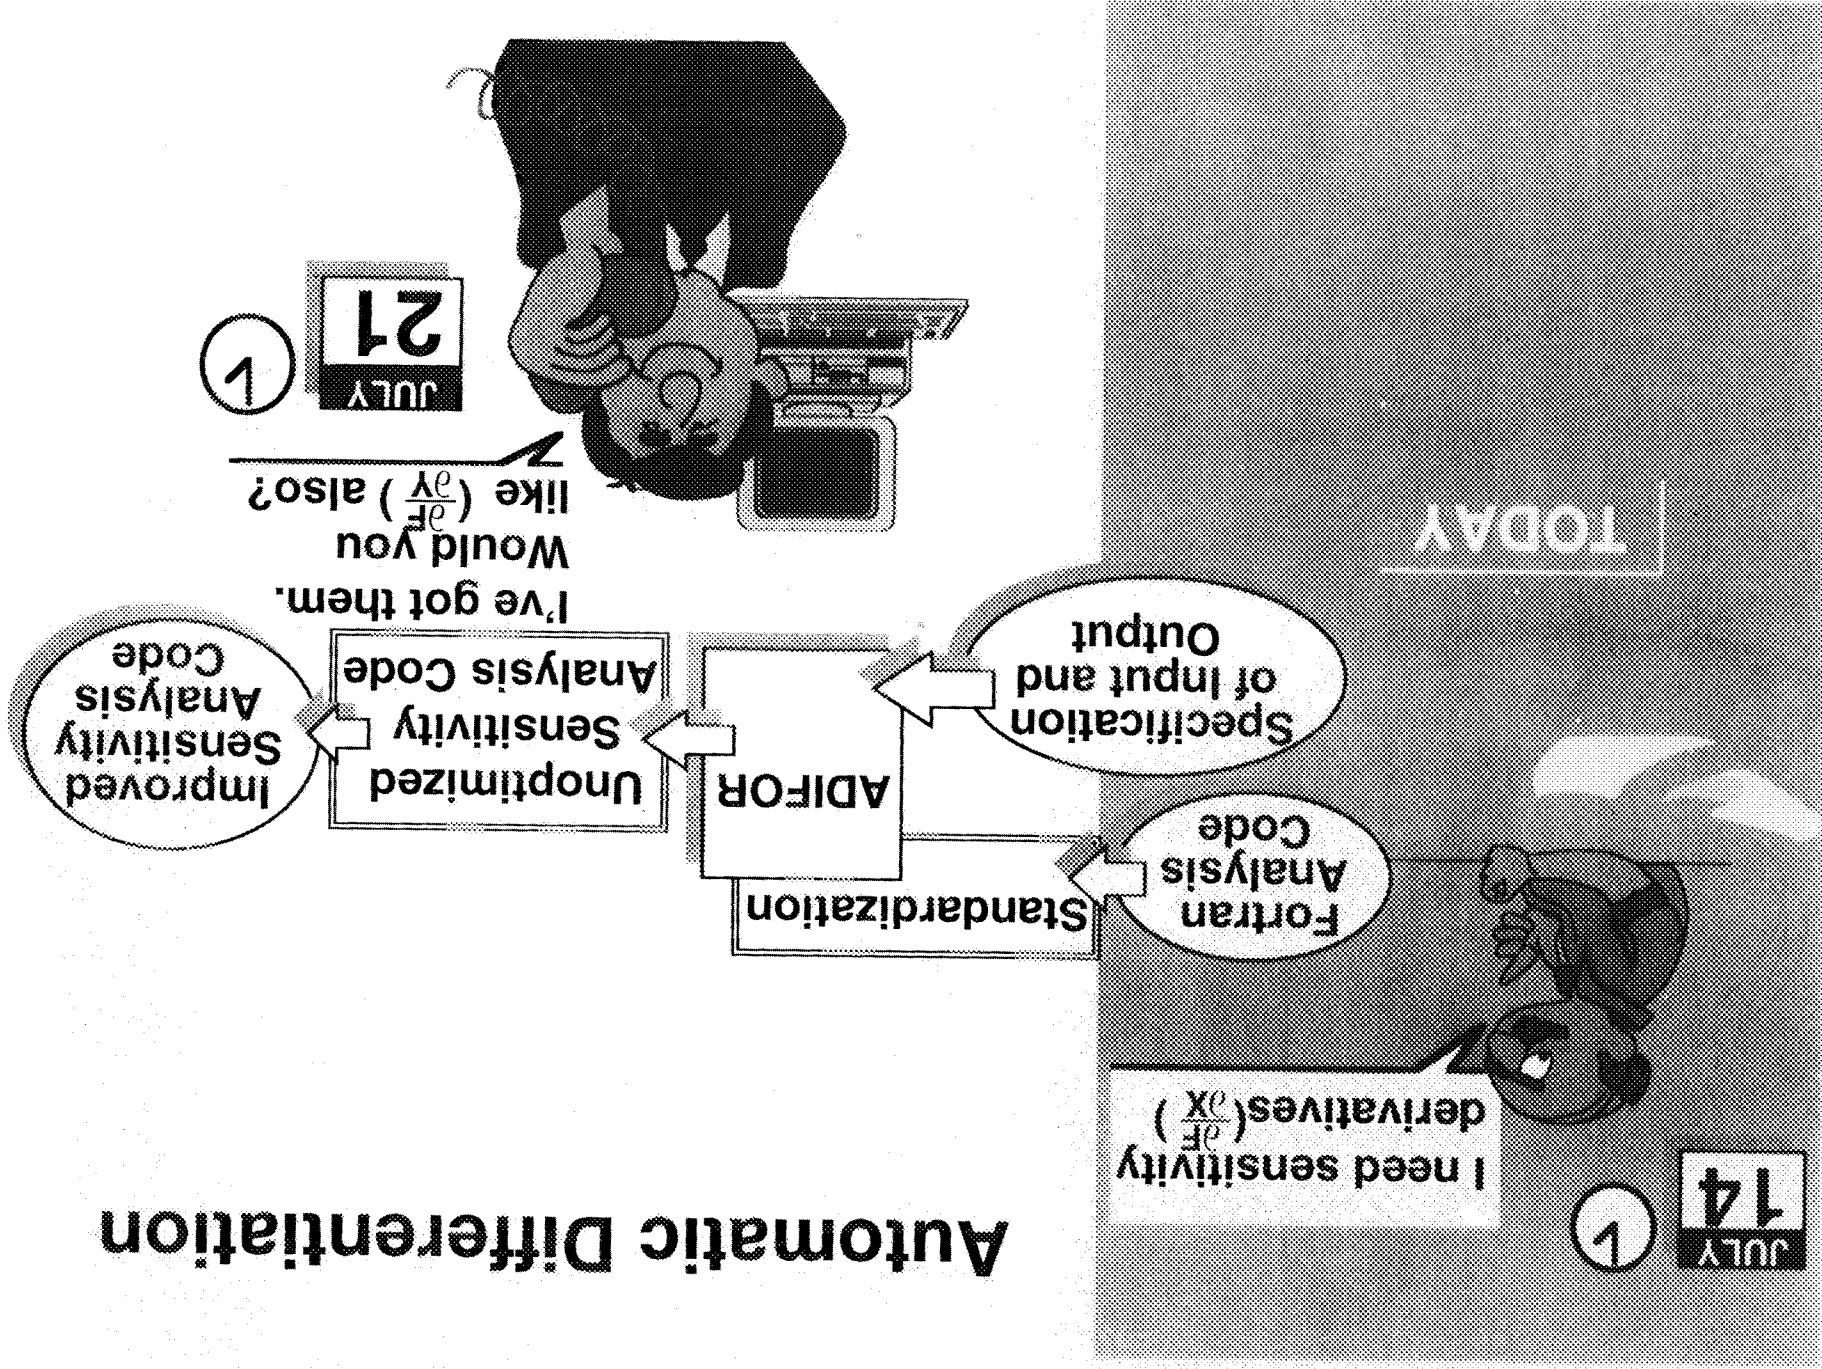 Automatic Differentiation
JULY
14
I need sensitivity
derivatives(∂F/∂X)
Fortran
Analysis
Code
Standardization
Specification
of Input and
Output
ADIFOR
Unoptimized
Sensitivity
Analysis Code
Improved
Sensitivity
Analysis
Code
TODAY
I've got them.
Would you
like (∂F/∂Y) also?
JULY
21